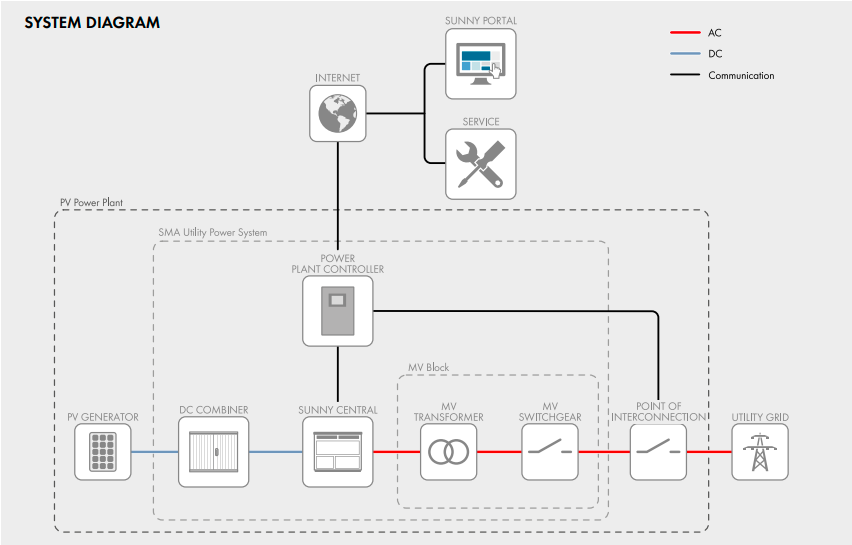 SYSTEM DIAGRAM
SUNNY PORTAL
AC
DC
Communication
INTERNET
SERVICE
PV Power Plant
SMA Utility Power System
POWER
PLANT CONTROLLER
MV Block
PV GENERATOR
DC COMBINER
SUNNY CENTRAL
MV
TRANSFORMER
MV
SWITCHGEAR
POINT OF
INTERCONNECTION
UTILITY GRID